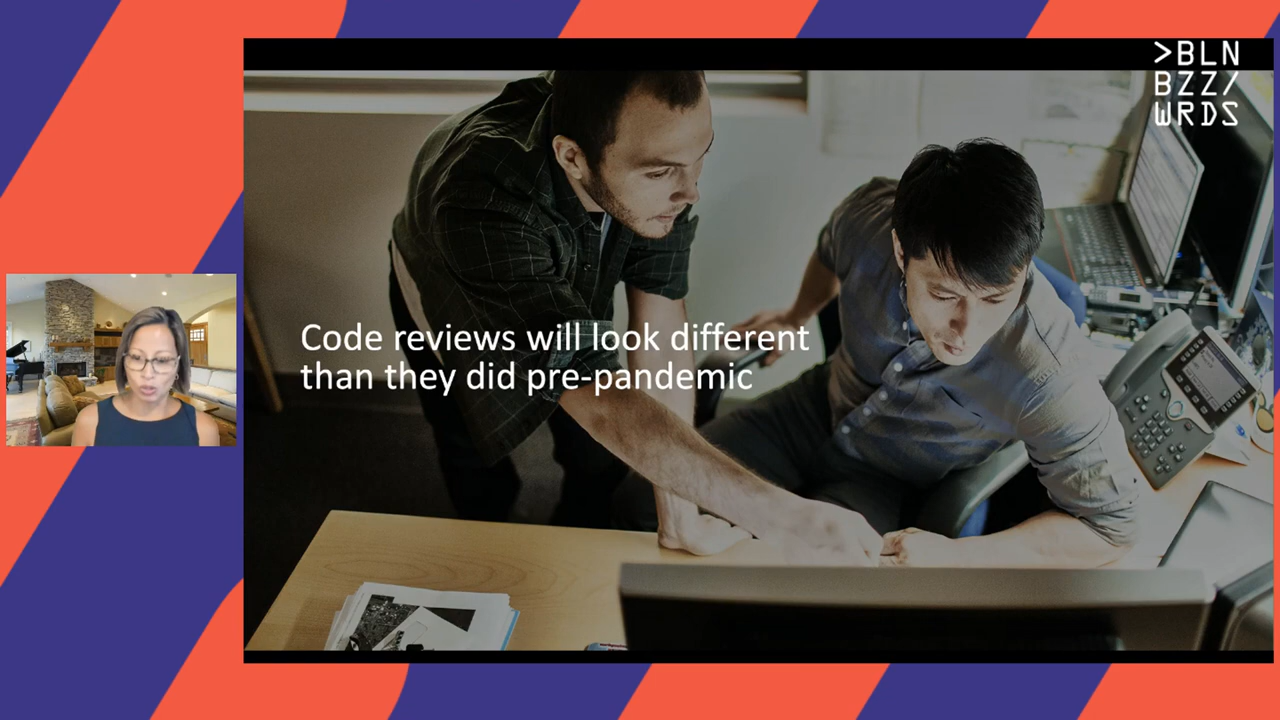 >BLN
BZZ/
WRDS
Code reviews will look different
than they did pre-pandemic